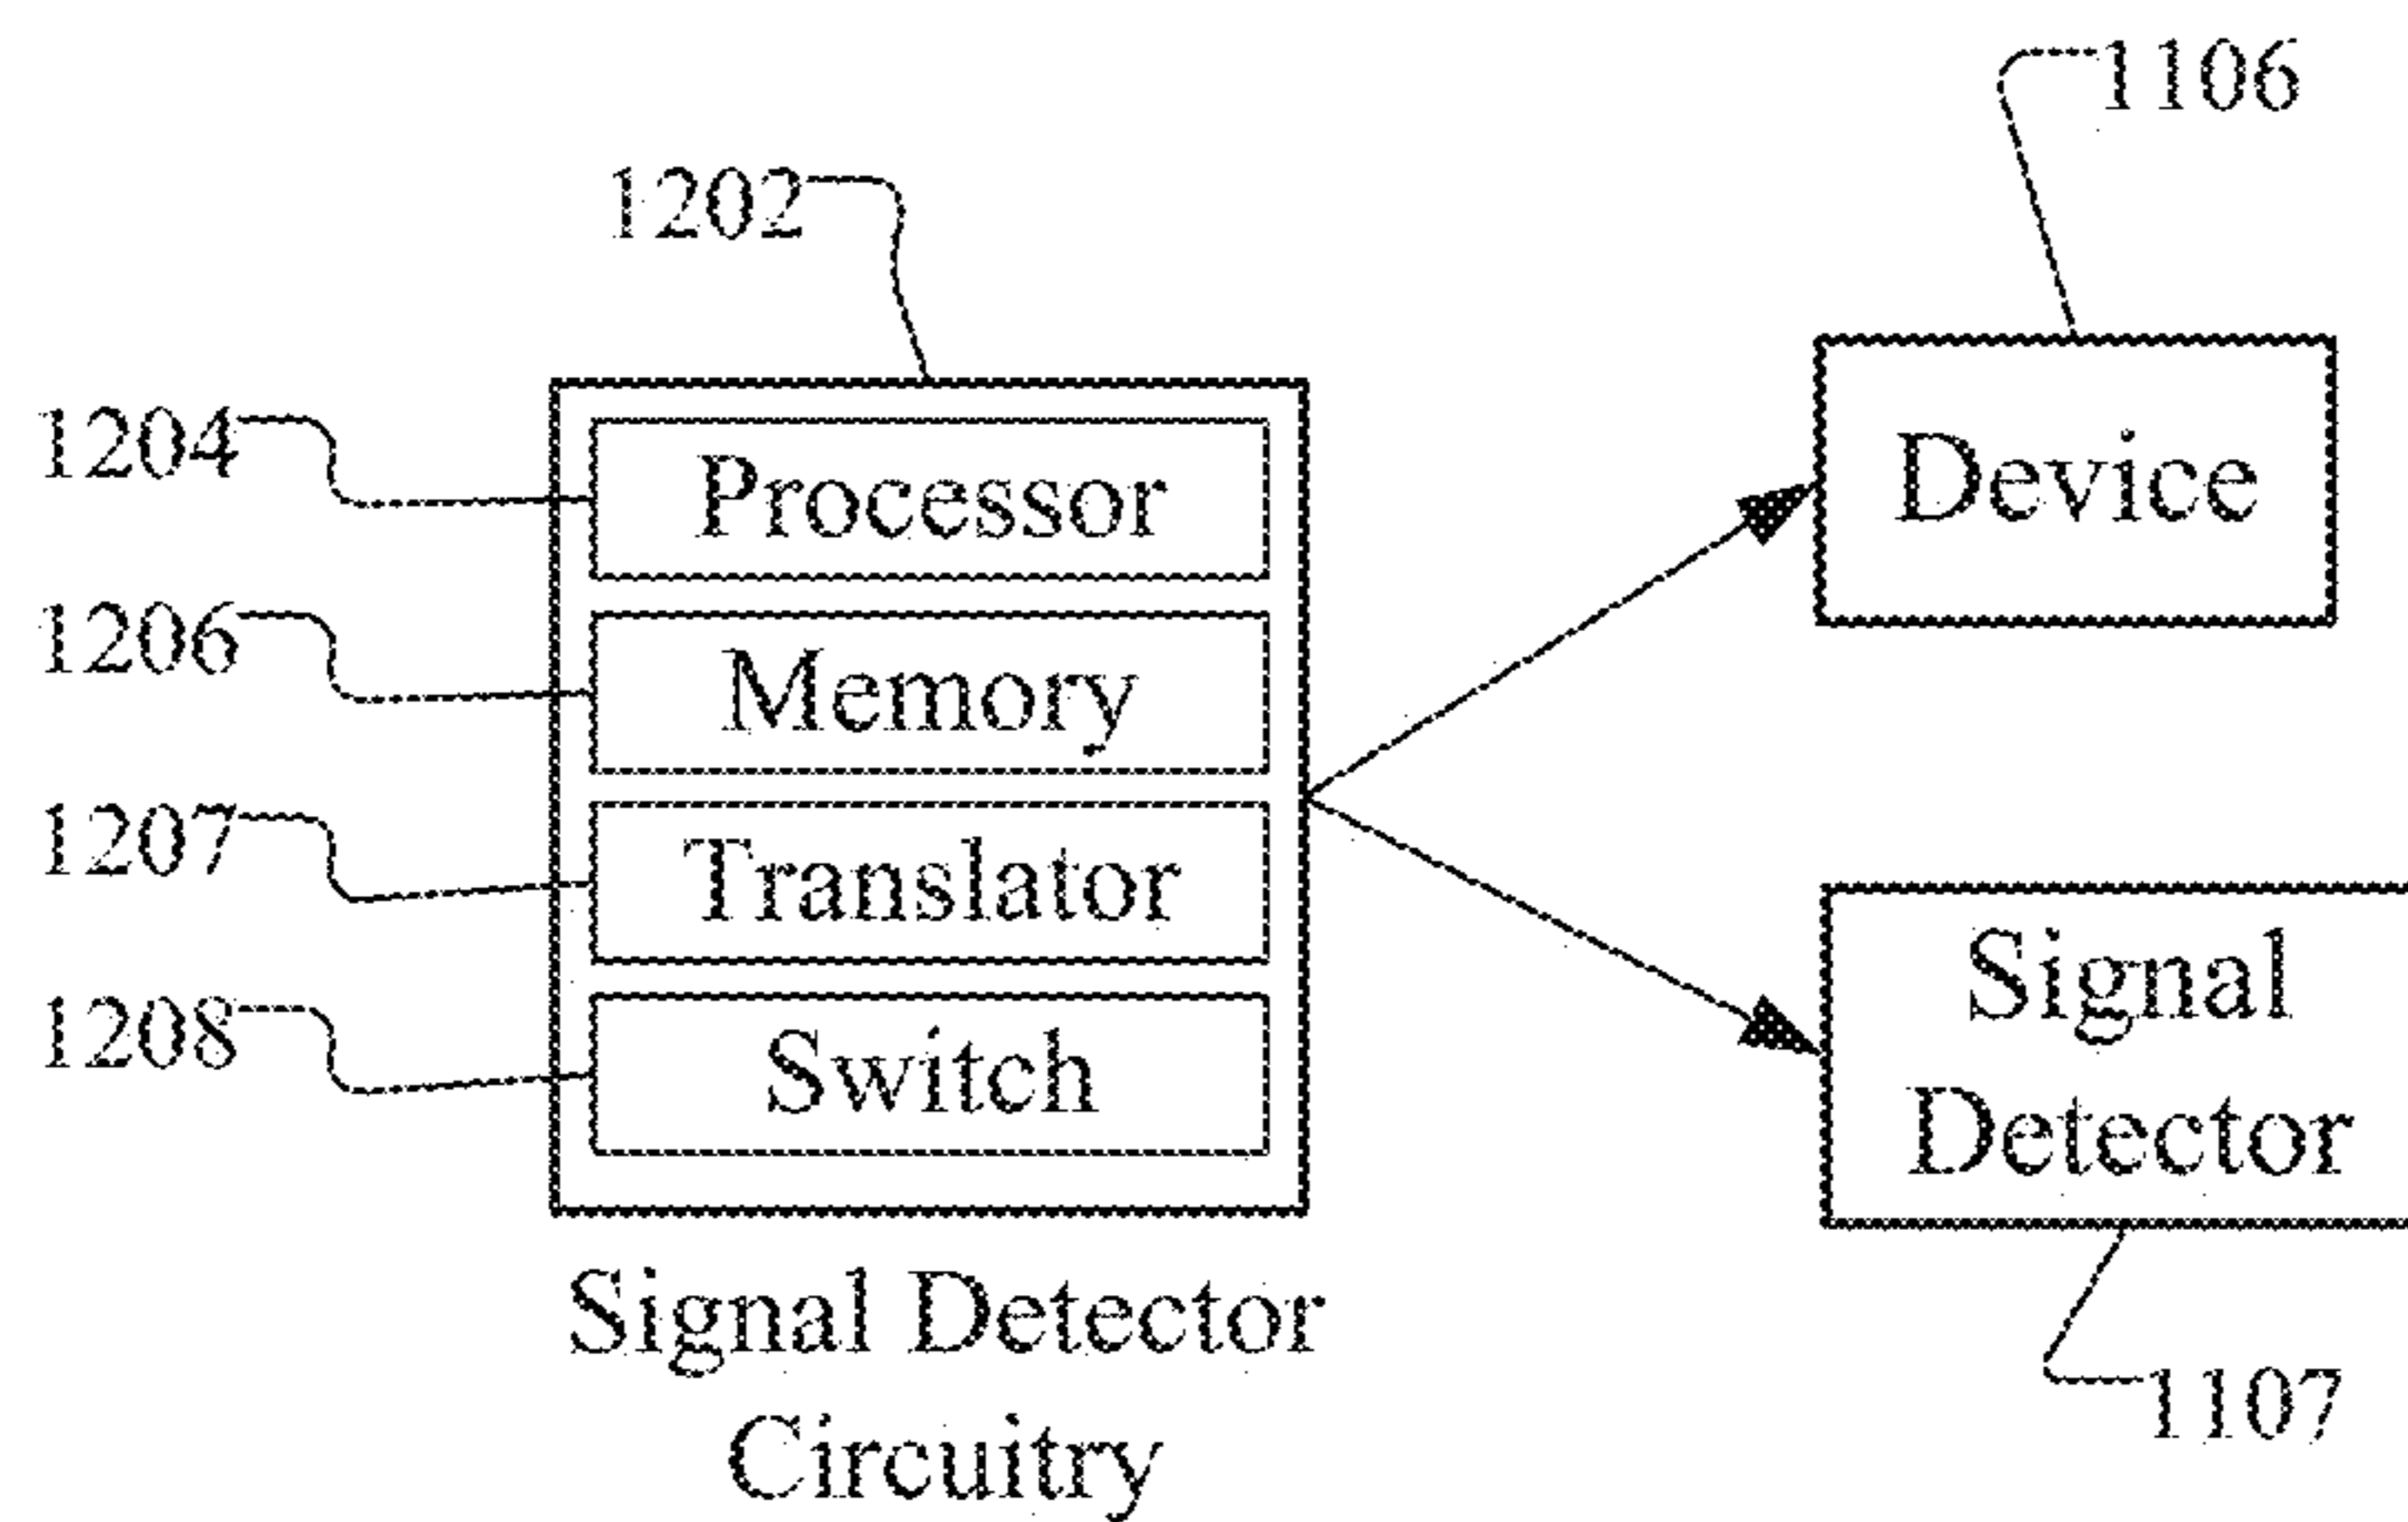 1106
1202
1204
Processor
Device
1206
Memory
1207
Translator
Signal
Detector
1208
Switch
Signal Detector
Circuitry
1107